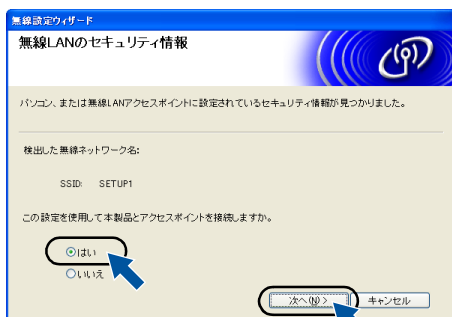 無線設定ウィザード
無線LANのセキュリティ情報
パソコン、または無線LANアクセスポイントに設定されているセキュリティ情報が見つかりました。
検出した無線ネットワーク名:
SSID: SETUP1
この設定を使用して本製品とアクセスポイントを接続しますか。
はい
いいえ
次へ(N) > キャンセル